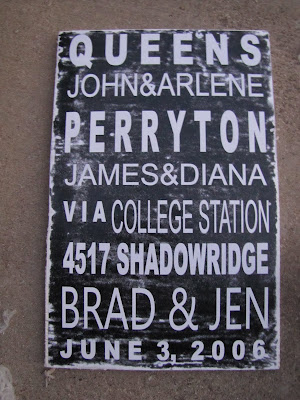 QUEENS
JOHN&ARLENE
PERRYTON
JAMES&DIANA
VIA COLLEGE STATION
4517 SHADOWRIDGE
BRAD & JEN
JUNE 3, 2006